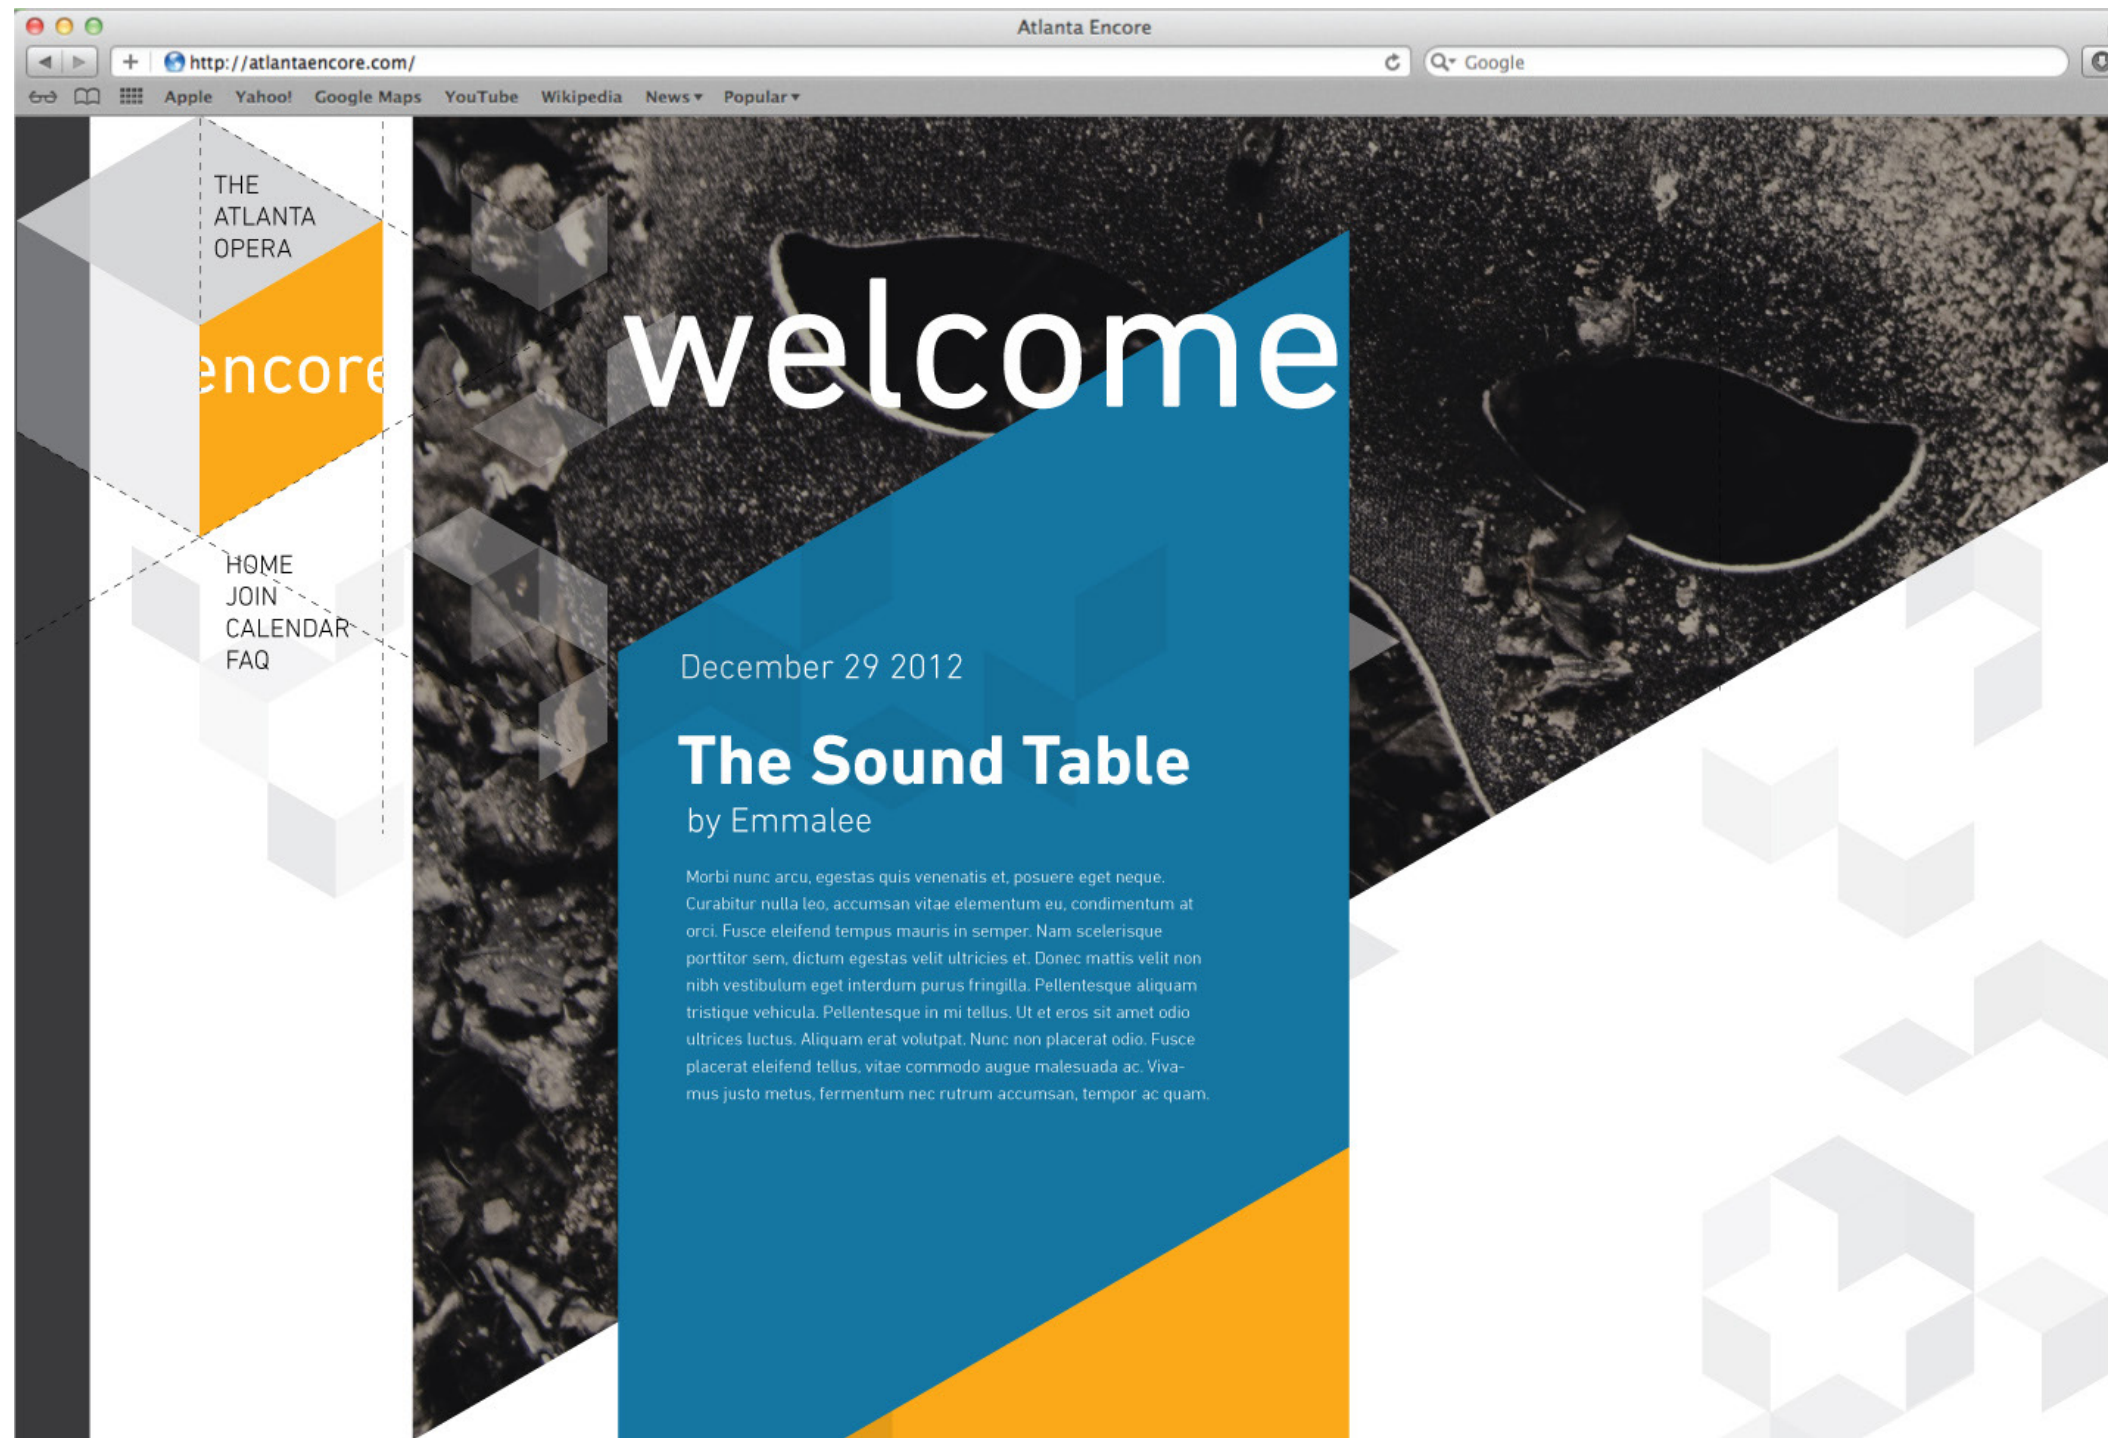 Atlanta Encore
http://atlantaencore.com/
Google
Apple Yahoo! Google Maps YouTube Wikipedia News Popular
THE
ATLANTA
OPERA
encore
HOME
JOIN
CALENDAR
FAQ
welcome
December 29 2012
The Sound Table
by Emmalee
Morbi nunc arcu, egestas quis venenatis et, posuere eget neque.
Curabitur nulla leo, accumsan vitae elementum eu, condimentum at
orci. Fusce eleifend tempus mauris in semper. Nam scelerisque
porttitor sem, dictum egestas velit ultricies et. Donec mattis velit non
nibh vestibulum eget interdum purus fringilla. Pellentesque aliquam
tristique vehicula. Pellentesque in mi tellus. Ut et eros sit amet odio
ultrices luctus. Aliquam erat volutpat. Nunc non placerat odio. Fusce
placerat eleifend tellus, vitae commodo augue malesuada ac. Viva-
mus justo metus, fermentum nec rutrum accumsan, tempor ac quam.